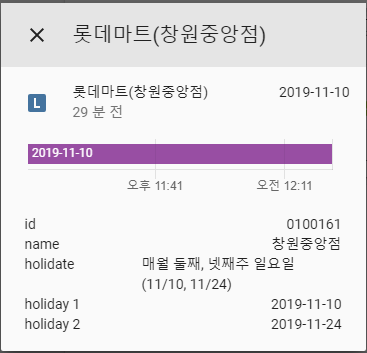 ✕ 롯데마트(창원중앙점)
L 롯데마트(창원중앙점) 2019-11-10
29 분 전
2019-11-10
오후 11:41 오전 12:11
id 0100161
name 창원중앙점
holidate 매월 둘째, 넷째주 일요일
(11/10, 11/24)
holiday 1 2019-11-10
holiday 2 2019-11-24